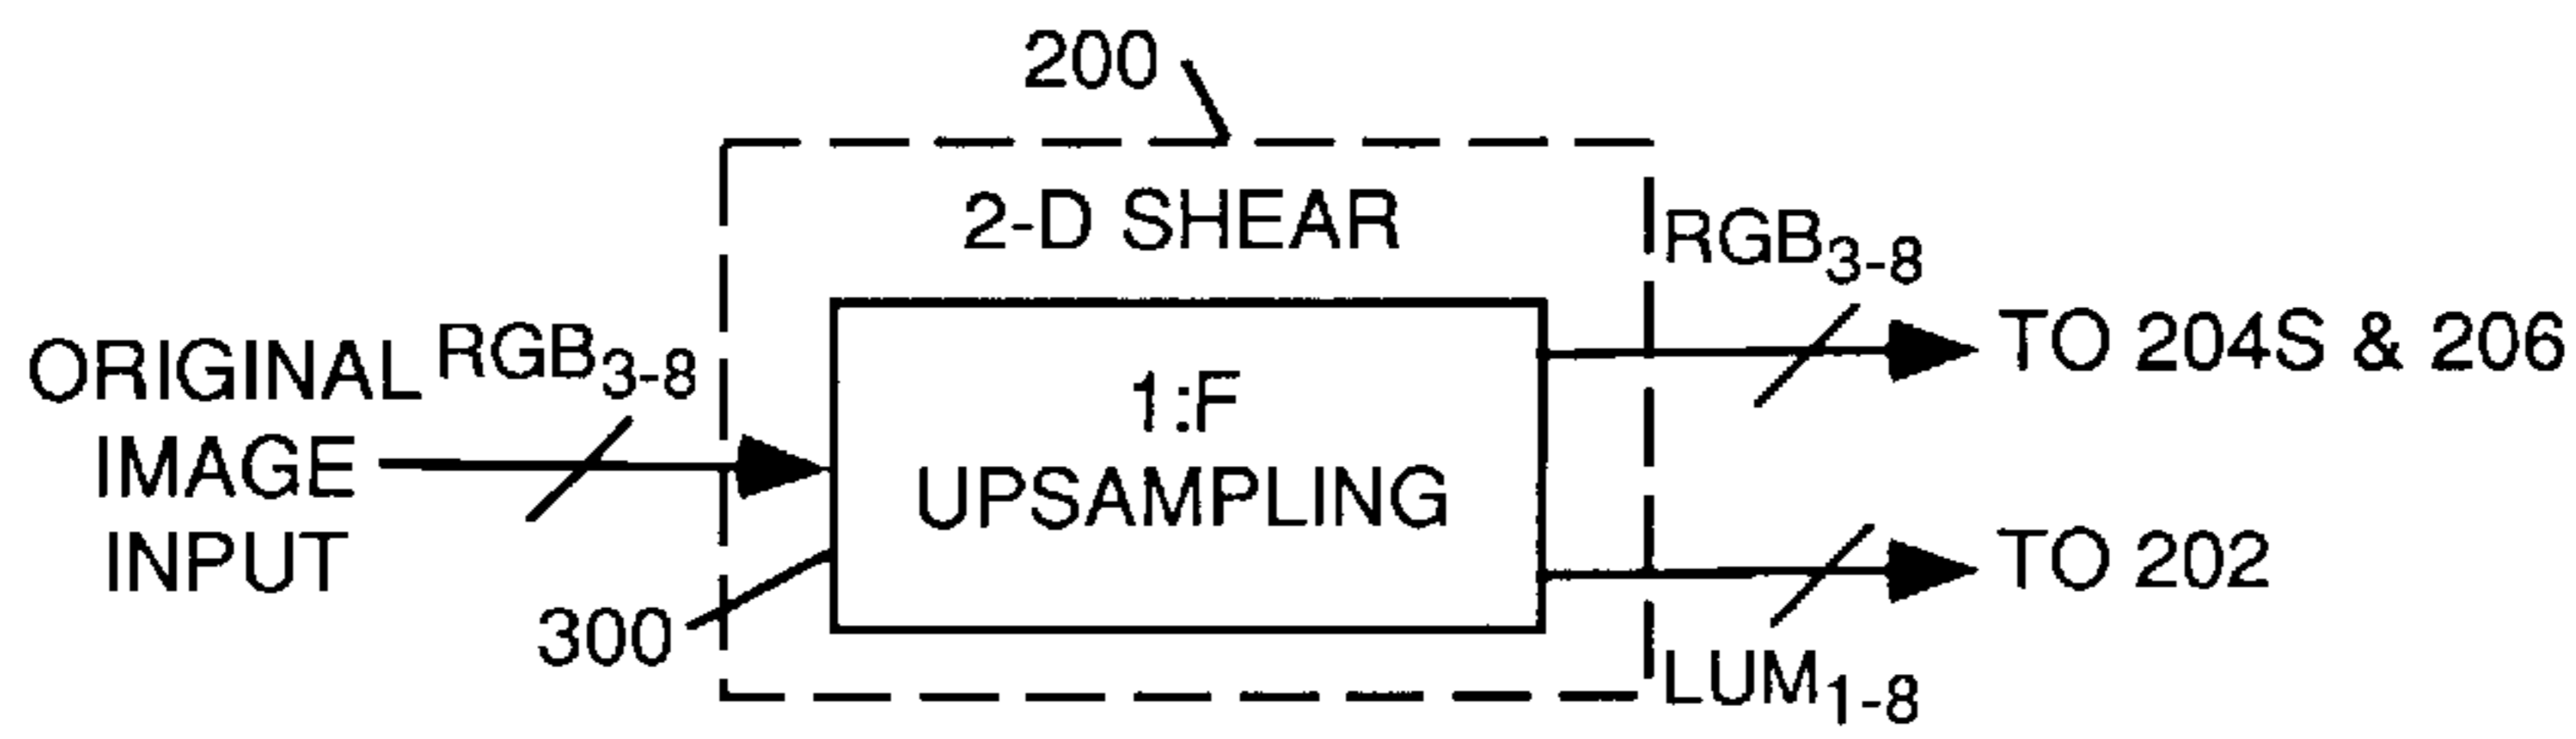 200
2-D SHEAR
ORIGINAL
IMAGE
INPUT
RGB3-8
1:F
UPSAMPLING
300
RGB3-8
TO 204S & 206
TO 202
LUM1-8